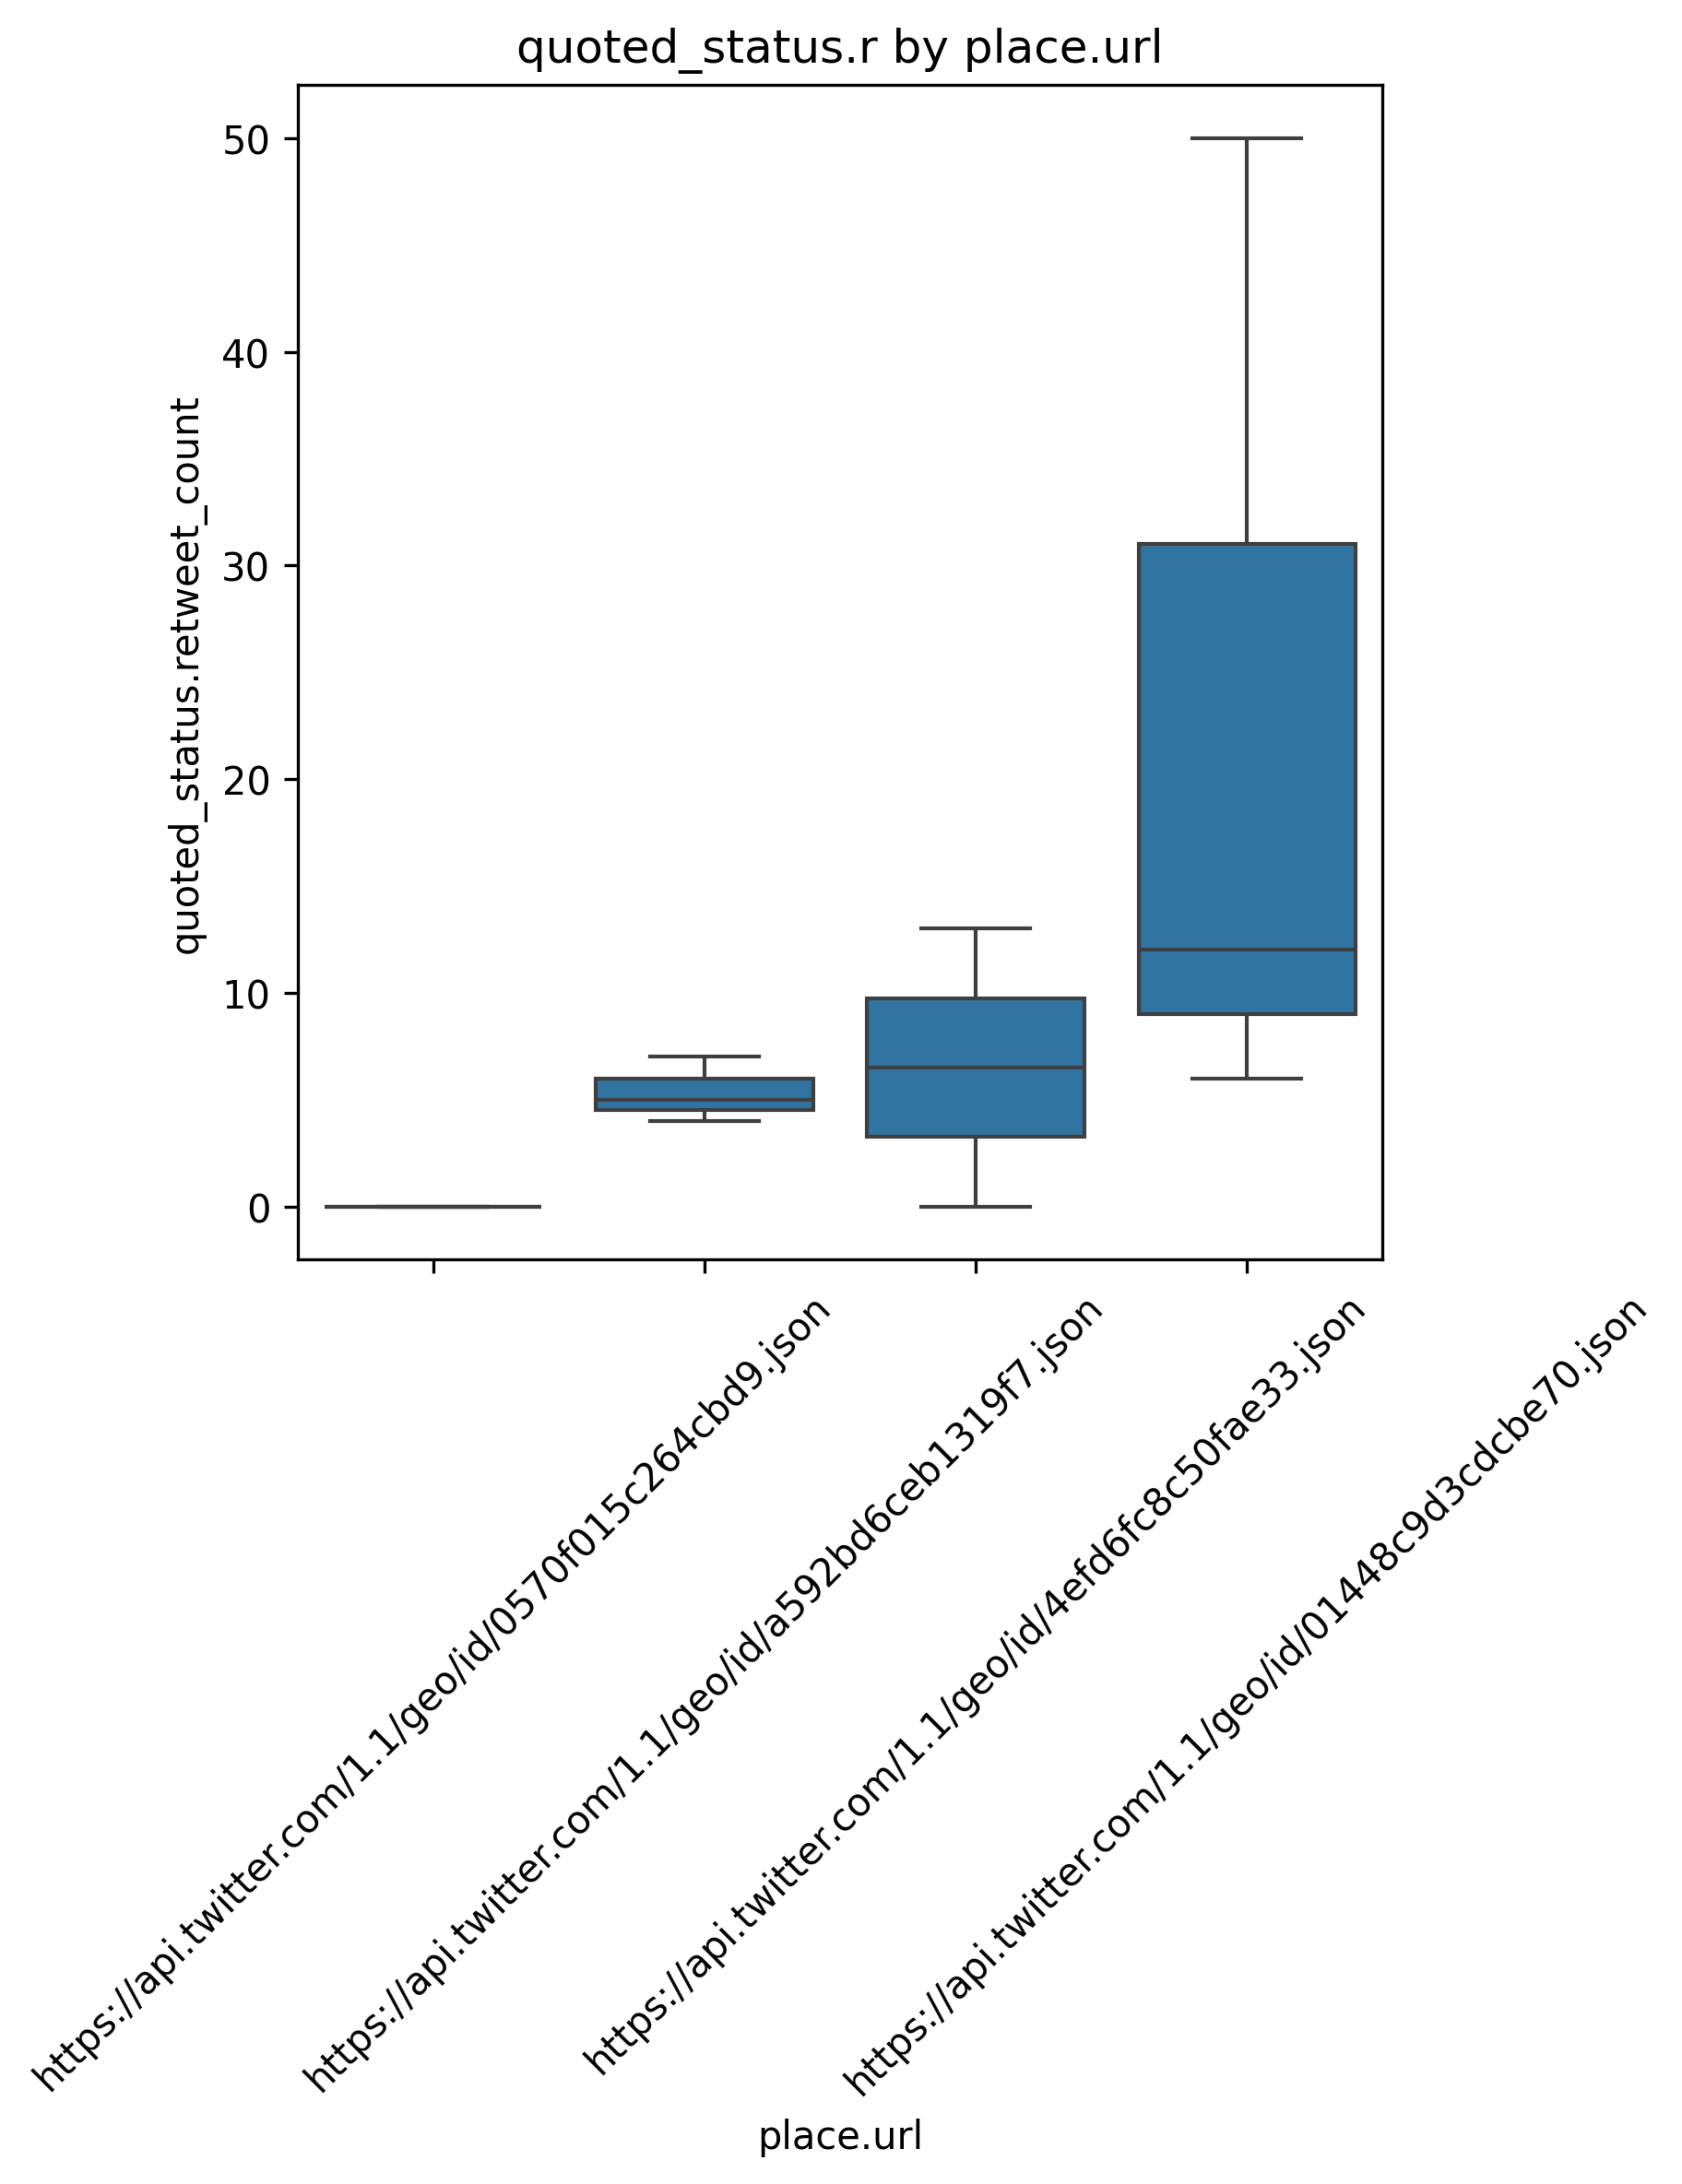 quoted_status.r by place.url
quoted_status.retweet_count
50
40
30
20
10
0
https://api.twitter.com/1.1/geo/id/0570f015c264cbd9.json
https://api.twitter.com/1.1/geo/id/a592bd6ceb1319f7.json
https://api.twitter.com/1.1/geo/id/4efd6fc8c50fae33.json
https://api.twitter.com/1.1/geo/id/01448c9d3cdcbe70.json
place.url